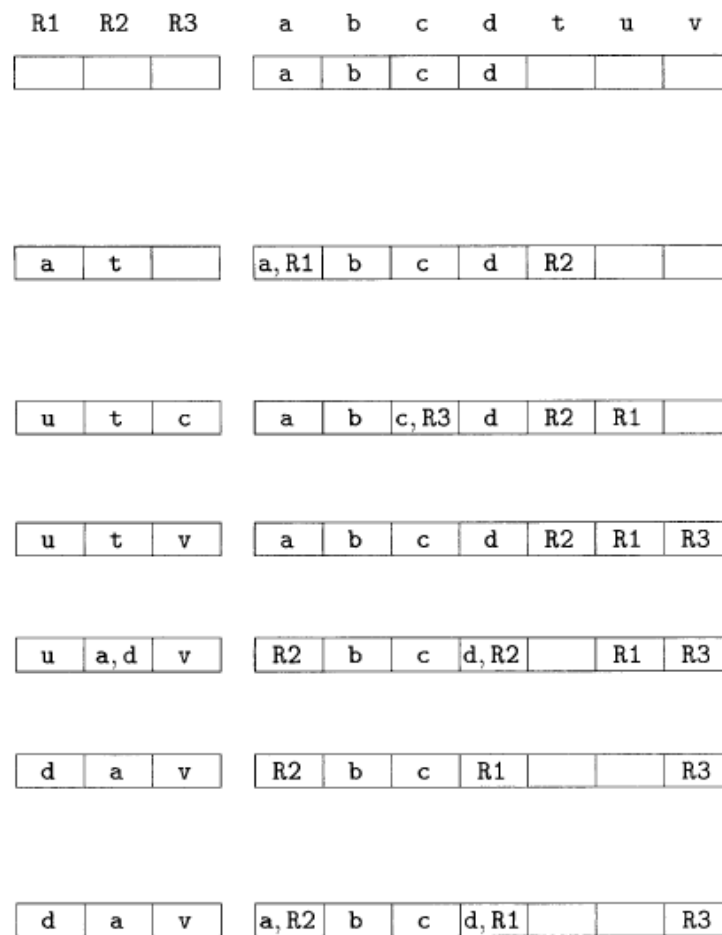 R1 R2 R3 a b c d t u v
a b c d
a t a, R1 b c d R2
u t c a b c, R3 d R2 R1
u t v a b c d R2 R1 R3
u a, d v R2 b c d, R2 R1 R3
d a v R2 b c R1 R3
d a v a, R2 b c d, R1 R3